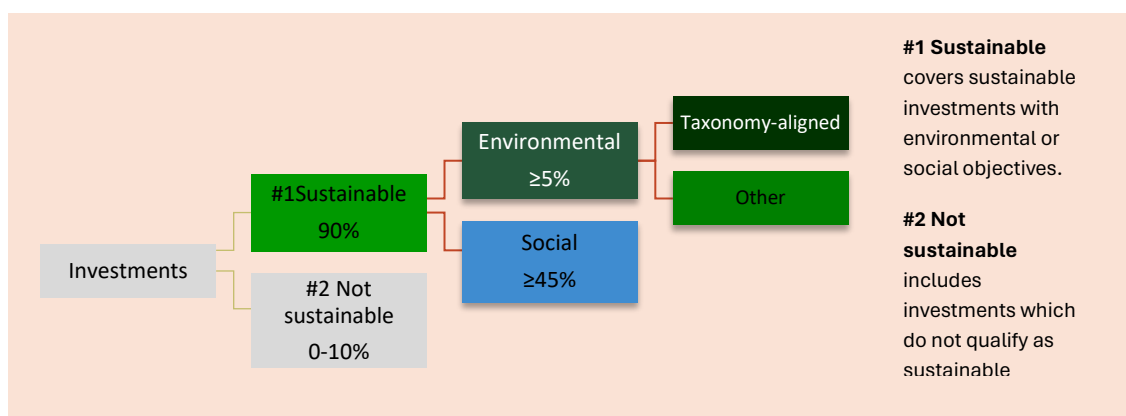 Investments
#1Sustainable
90%
#2 Not
sustainable
0-10%
Environmental
≥5%
Social
≥45%
Taxonomy-aligned
Other
#1 Sustainable
covers sustainable
investments with
environmental or
social objectives.
#2 Not
sustainable
includes
investments which
do not qualify as
sustainable